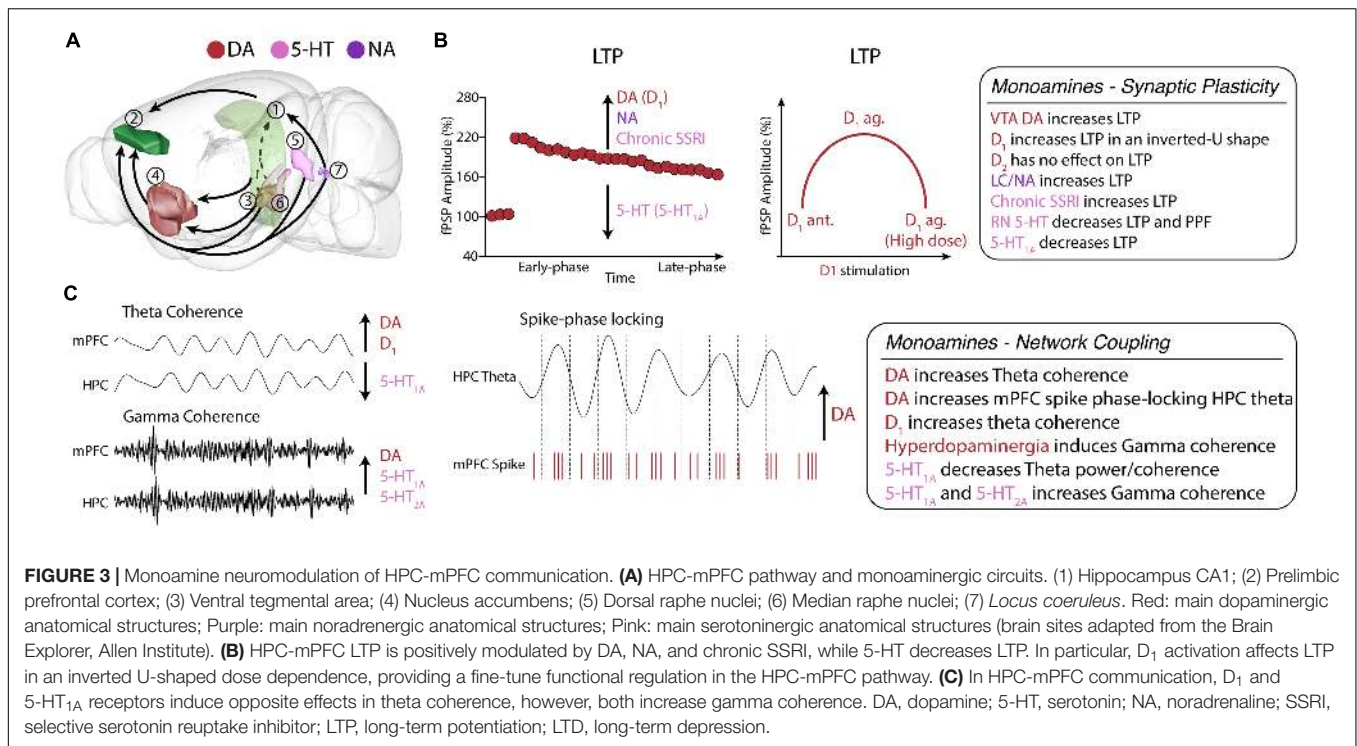 A
DA 5-HT NA
1
2
3
4
5
6
7
B
LTP
280
220
160
100
40
fPSP Amplitude (%)
DA (D1)
NA
Chronic SSRI
5-HT (5-HT1A)
Early-phase
Late-phase
Time
LTP
fPSP Amplitude (%)
D1 ag.
D1 ant.
D1 ag.
(High dose)
D1 stimulation
Monoamines - Synaptic Plasticity
VTA DA increases LTP
D1 increases LTP in an inverted-U shape
D2 has no effect on LTP
LC/NA increases LTP
Chronic SSRI increases LTP
RN 5-HT decreases LTP and PPF
5-HT1A decreases LTP
C
Theta Coherence
mPFC
HPC
DA
D1
5-HT1A
Gamma Coherence
mPFC
HPC
DA
5-HT1A
5-HT2A
Spike-phase locking
HPC Theta
mPFC Spike
DA
Monoamines - Network Coupling
DA increases Theta coherence
DA increases mPFC spike phase-locking HPC theta
D1 increases theta coherence
Hyperdopaminergia induces Gamma coherence
5-HT1A decreases Theta power/coherence
5-HT1A and 5-HT2A increases Gamma coherence
FIGURE 3 | Monoamine neuromodulation of HPC-mPFC communication. (A) HPC-mPFC pathway and monoaminergic circuits. (1) Hippocampus CA1; (2) Prelimbic
prefrontal cortex; (3) Ventral tegmental area; (4) Nucleus accumbens; (5) Dorsal raphe nuclei; (6) Median raphe nuclei; (7) Locus coeruleus. Red: main dopaminergic
anatomical structures; Purple: main noradrenergic anatomical structures; Pink: main serotoninergic anatomical structures (brain sites adapted from the Brain
Explorer, Allen Institute). (B) HPC-mPFC LTP is positively modulated by DA, NA, and chronic SSRI, while 5-HT decreases LTP. In particular, D1 activation affects LTP
in an inverted U-shaped dose dependence, providing a fine-tune functional regulation in the HPC-mPFC pathway. (C) In HPC-mPFC communication, D1 and
5-HT1A receptors induce opposite effects in theta coherence, however, both increase gamma coherence. DA, dopamine; 5-HT, serotonin; NA, noradrenaline; SSRI,
selective serotonin reuptake inhibitor; LTP, long-term potentiation; LTD, long-term depression.